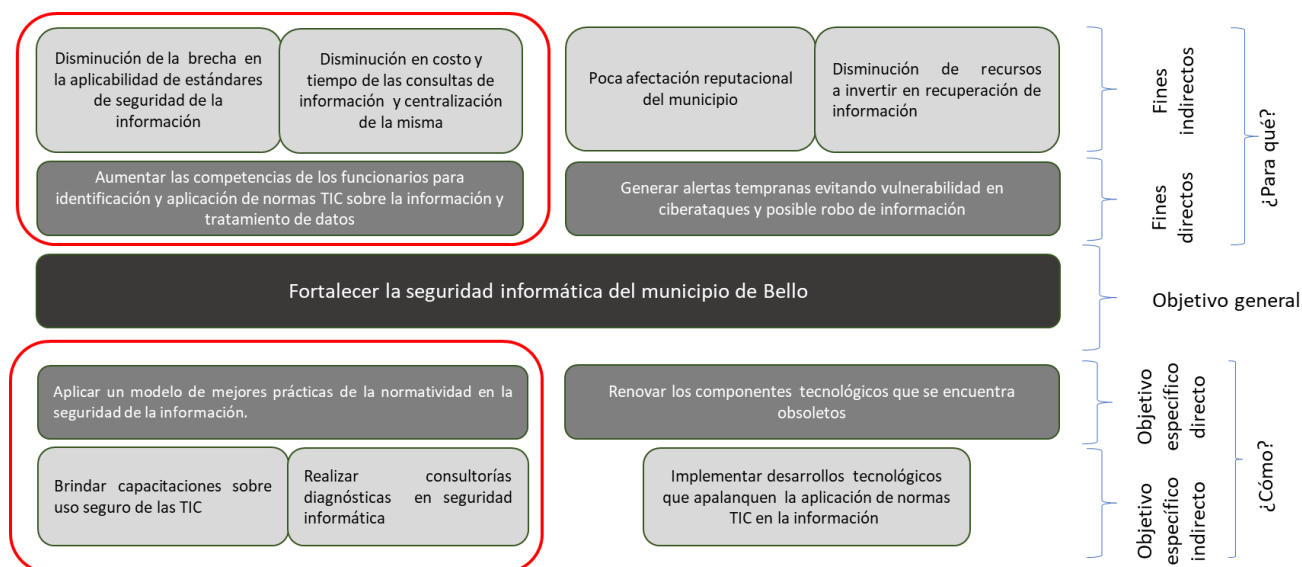 Disminución de la brecha en
la aplicabilidad de estándares
de seguridad de la
información
Disminución en costo y
tiempo de las consultas de
información y centralización
de la misma
Poca afectación reputacional
del municipio
Disminución de recursos
a invertir en recuperación de
información
Fines
indirectos
¿Para qué?
Aumentar las competencias de los funcionarios para
identificación y aplicación de normas TIC sobre la información y
tratamiento de datos
Generar alertas tempranas evitando vulnerabilidad en
ciberataques y posible robo de información
Fines
directos
Fortalecer la seguridad informática del municipio de Bello
Objetivo general
Aplicar un modelo de mejores prácticas de la normatividad en la
seguridad de la información.
Renovar los componentes tecnológicos que se encuentra
obsoletos
Objetivo
específico
directo
¿Cómo?
Brindar capacitaciones sobre
uso seguro de las TIC
Realizar consultorías
diagnósticas en seguridad
informática
Implementar desarrollos tecnológicos
que apalanquen la aplicación de normas
TIC en la información
Objetivo
específico
indirecto